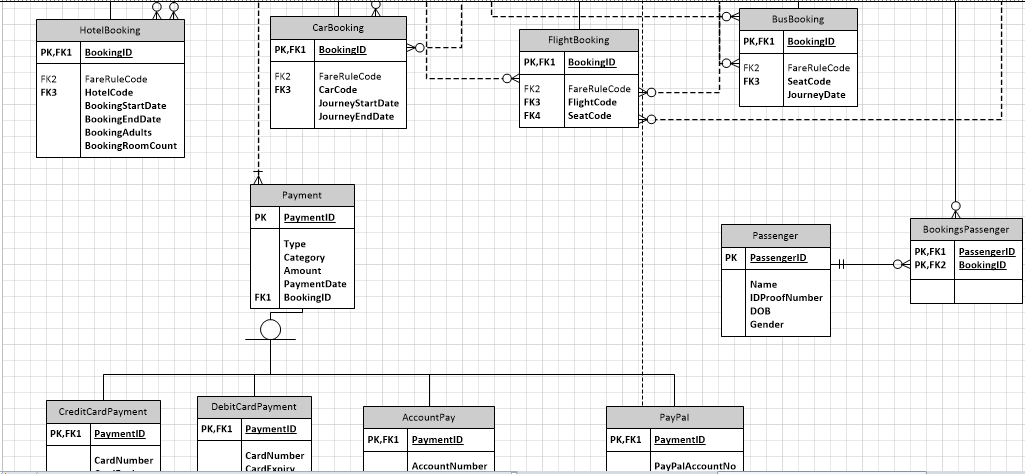 HotelBooking
PK,FK1 BookingID
FK2 FareRuleCode
FK3 HotelCode
BookingStartDate
BookingEndDate
BookingAdults
BookingRoomCount
CarBooking
PK,FK1 BookingID
FK2 FareRuleCode
FK3 CarCode
JourneyStartDate
JourneyEndDate
FlightBooking
PK,FK1 BookingID
FK2 FareRuleCode
FK3 FlightCode
FK4 SeatCode
BusBooking
PK,FK1 BookingID
FK2 FareRuleCode
FK3 SeatCode
JourneyDate
Payment
PK PaymentID
Type
Category
Amount
PaymentDate
FK1 BookingID
Passenger
PK PassengerID
Name
IDProofNumber
DOB
Gender
BookingsPassenger
PK,FK1 PassengerID
PK,FK2 BookingID
CreditCardPayment
PK,FK1 PaymentID
CardNumber
DebitCardPayment
PK,FK1 PaymentID
CardNumber
CardExpiry
AccountPay
PK,FK1 PaymentID
AccountNumber
PayPal
PK,FK1 PaymentID
PayPalAccountNo